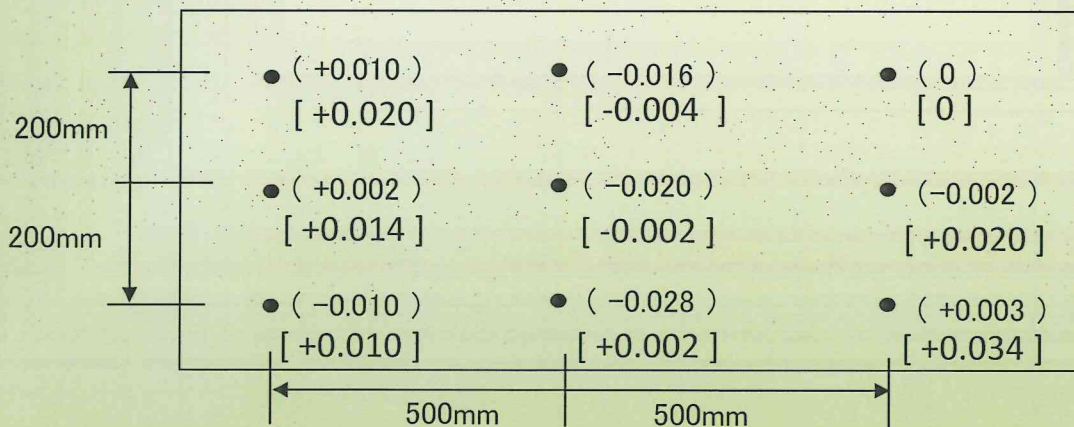 ( +0.010 ) ( -0.016 ) ( 0 )
[ +0.020 ] [ -0.004 ] [ 0 ]
200mm
( +0.002 ) ( -0.020 ) ( -0.002 )
[ +0.014 ] [ -0.002 ] [ +0.020 ]
200mm
( -0.010 ) ( -0.028 ) ( +0.003 )
[ +0.010 ] [ +0.002 ] [ +0.034 ]
500mm 500mm